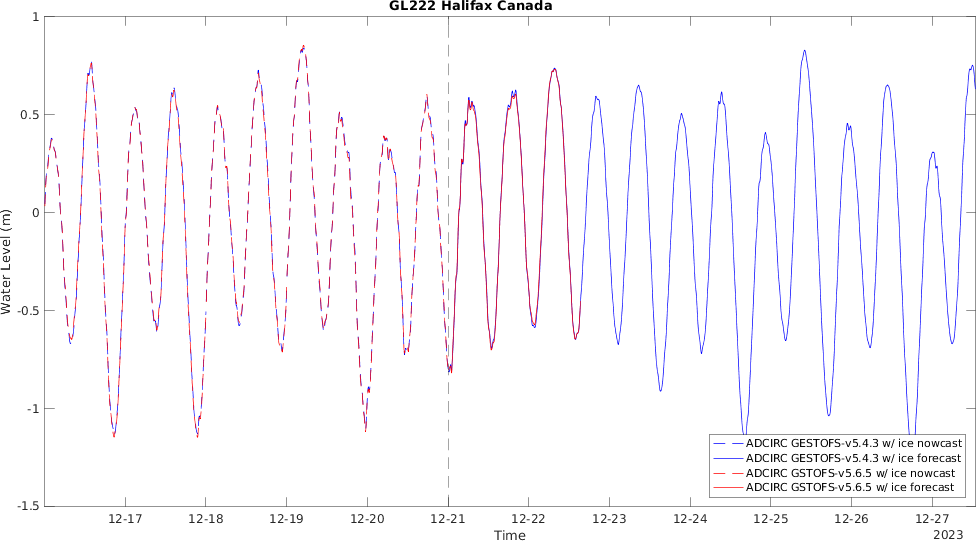 GL222 Halifax Canada
1
0.5
0
-0.5
-1
-1.5
Water Level (m)
12-17 12-18 12-19 12-20 12-21 12-22 12-23 12-24 12-25 12-26 12-27
Time
2023
ADCIRC GESTOFS-v5.4.3 w/ ice nowcast
ADCIRC GESTOFS-v5.4.3 w/ ice forecast
ADCIRC GSTOFS-v5.6.5 w/ ice nowcast
ADCIRC GSTOFS-v5.6.5 w/ ice forecast